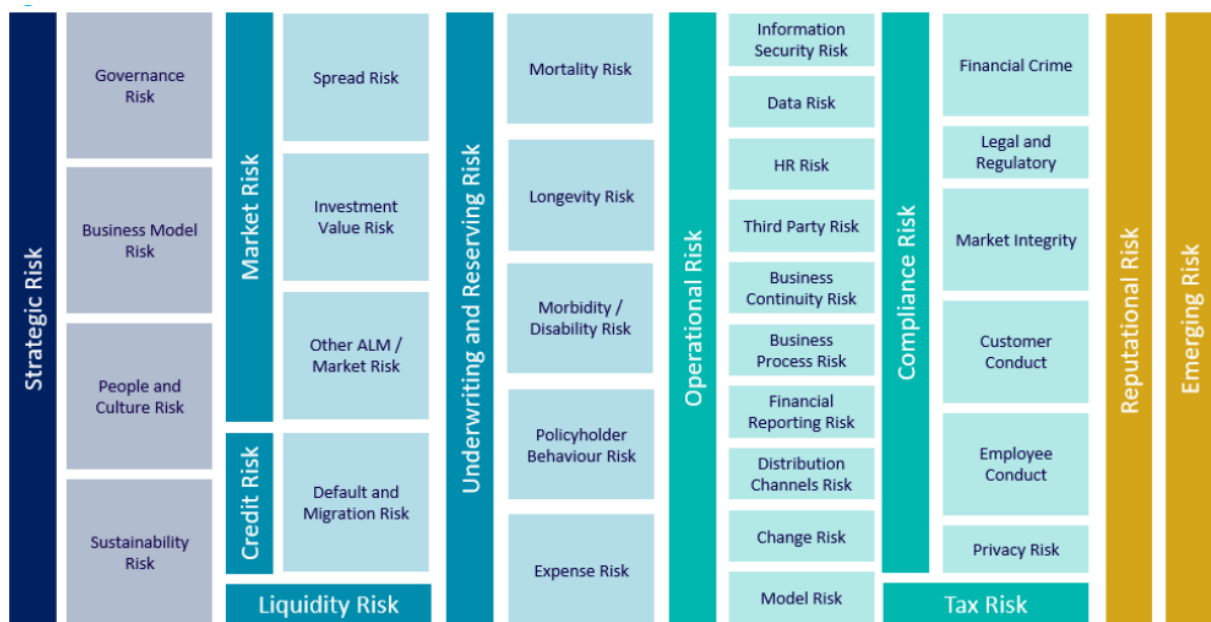 Strategic Risk
Governance
Risk
Business Model
Risk
People and
Culture Risk
Sustainability
Risk
Market Risk
Spread Risk
Investment
Value Risk
Other ALM /
Market Risk
Credit Risk
Default and
Migration Risk
Liquidity Risk
Underwriting and Reserving Risk
Mortality Risk
Longevity Risk
Morbidity /
Disability Risk
Policyholder
Behaviour Risk
Expense Risk
Operational Risk
Information
Security Risk
Data Risk
HR Risk
Third Party Risk
Business
Continuity Risk
Business
Process Risk
Financial
Reporting Risk
Distribution
Channels Risk
Change Risk
Model Risk
Compliance Risk
Financial Crime
Legal and
Regulatory
Market Integrity
Customer
Conduct
Employee
Conduct
Privacy Risk
Tax Risk
Reputational Risk
Emerging Risk